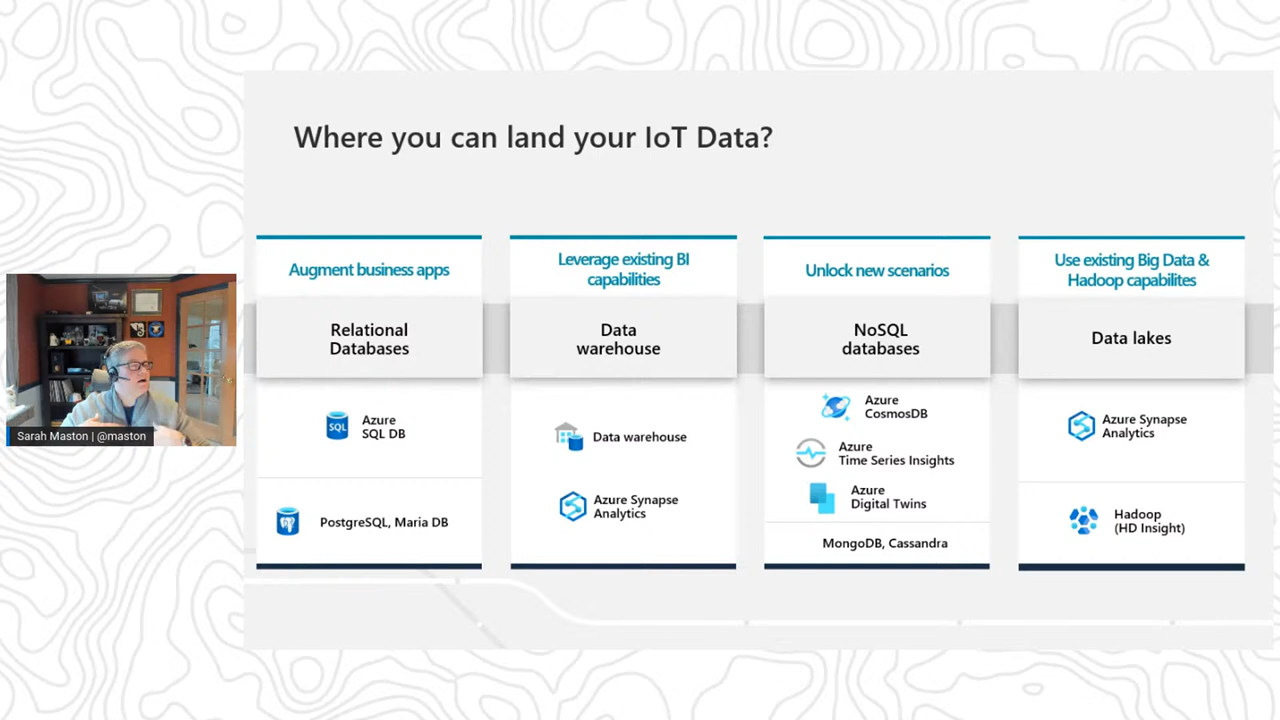 Where you can land your IoT Data?
Augment business apps
Relational
Databases
Azure
SQL DB
SQL
PostgreSQL, Maria DB
Leverage existing BI
capabilities
Data
warehouse
Data warehouse
Azure Synapse
Analytics
Unlock new scenarios
NoSQL
databases
Azure
CosmosDB
Azure
Time Series Insights
Azure
Digital Twins
MongoDB, Cassandra
Use existing Big Data &
Hadoop capabilites
Data lakes
Azure Synapse
Analytics
Hadoop
(HD Insight)
Sarah Maston | @maston